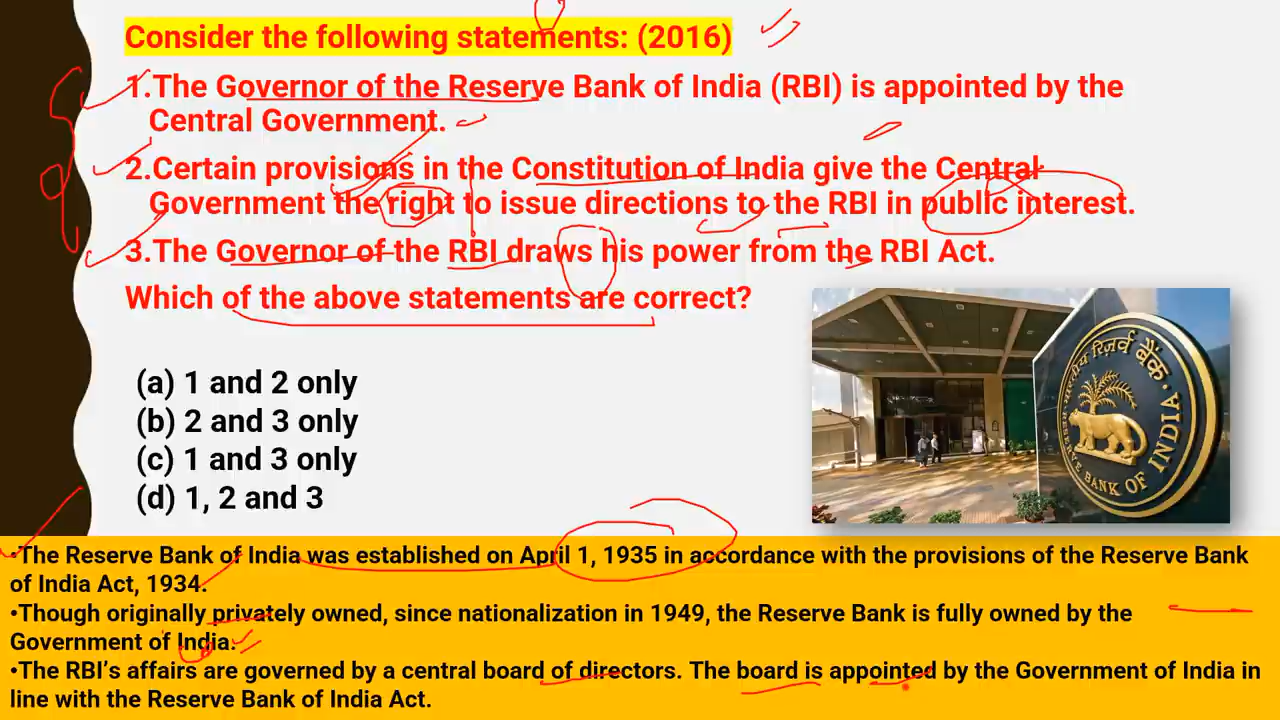 Consider the following statements: (2016)
1.The Governor of the Reserve Bank of India (RBI) is appointed by the
Central Government.
2.Certain provisions in the Constitution of India give the Central
Government the right to issue directions to the RBI in public interest.
3.The Governor of the RBI draws his power from the RBI Act.
Which of the above statements are correct?
(a) 1 and 2 only
(b) 2 and 3 only
(c) 1 and 3 only
(d) 1, 2 and 3
भारतीय रिज़र्व बैंक
RESERVE BANK OF INDIA
•The Reserve Bank of India was established on April 1, 1935 in accordance with the provisions of the Reserve Bank
of India Act, 1934.
•Though originally privately owned, since nationalization in 1949, the Reserve Bank is fully owned by the
Government of India.
•The RBI’s affairs are governed by a central board of directors. The board is appointed by the Government of India in
line with the Reserve Bank of India Act.